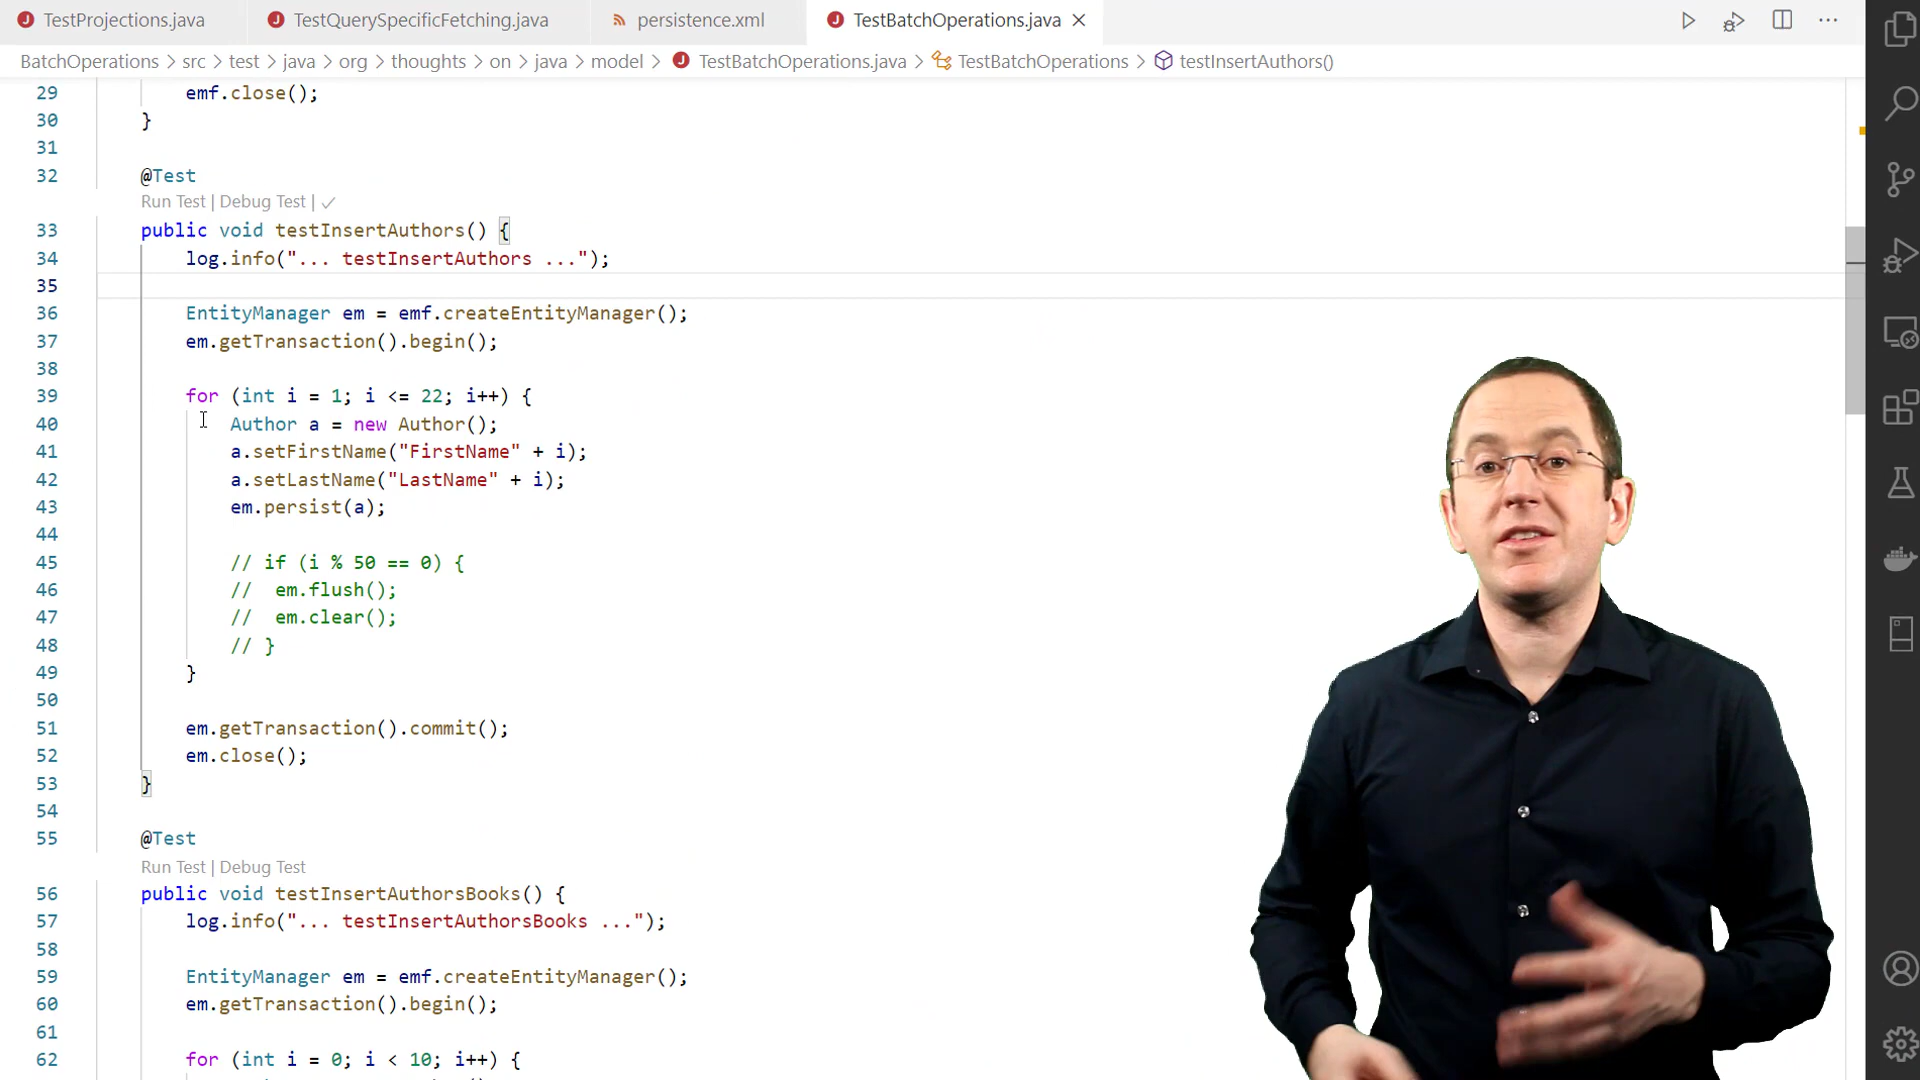 TestProjections.java TestQuerySpecificFetching.java persistence.xml TestBatchOperations.java
BatchOperations > src > test > java > org > thoughts > on > java > model > TestBatchOperations.java > TestBatchOperations > testInsertAuthors()
29 emf.close();
30 }
31
32 @Test
Run Test | Debug Test | ✓
33 public void testInsertAuthors() {
34 log.info("... testInsertAuthors ...");
35
36 EntityManager em = emf.createEntityManager();
37 em.getTransaction().begin();
38
39 for (int i = 1; i <= 22; i++) {
40 Author a = new Author();
41 a.setFirstName("FirstName" + i);
42 a.setLastName("LastName" + i);
43 em.persist(a);
44
45 // if (i % 50 == 0) {
46 // em.flush();
47 // em.clear();
48 // }
49 }
50
51 em.getTransaction().commit();
52 em.close();
53 }
54
55 @Test
Run Test | Debug Test
56 public void testInsertAuthorsBooks() {
57 log.info("... testInsertAuthorsBooks ...");
58
59 EntityManager em = emf.createEntityManager();
60 em.getTransaction().begin();
61
62 for (int i = 0; i < 10; i++) {